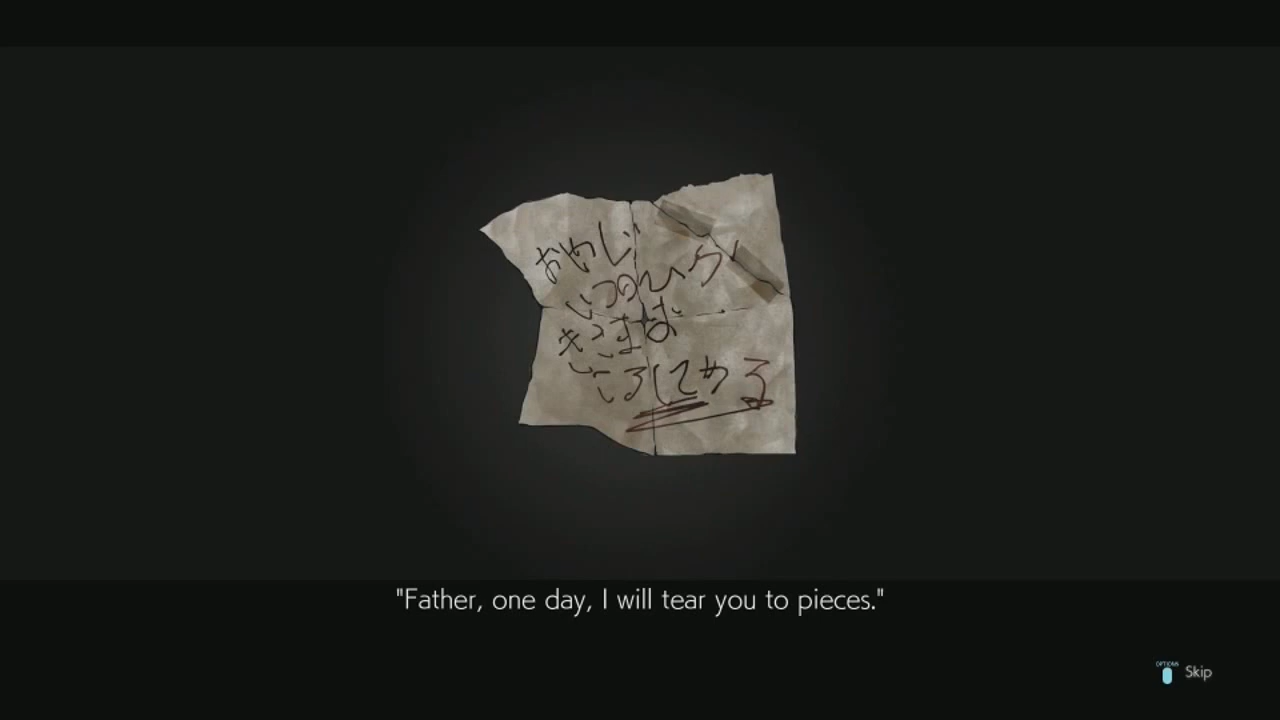 おやじ
いつのひか
きさま
ころしてやる
"Father, one day, I will tear you to pieces."
OPTIONS Skip